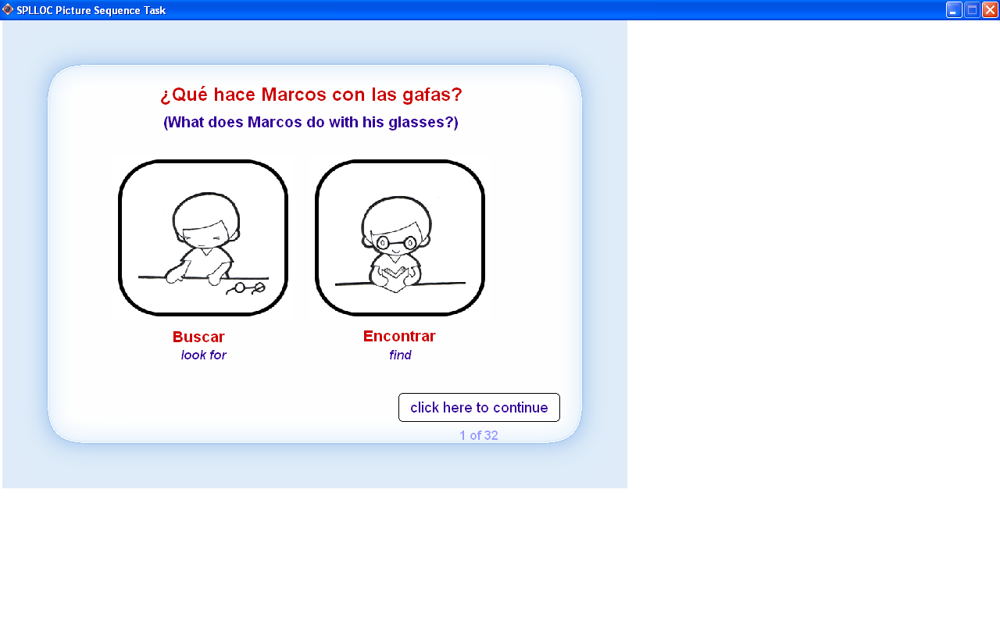 SPLLOC Picture Sequence Task
¿Qué hace Marcos con las gafas?
(What does Marcos do with his glasses?)
Buscar
look for
Encontrar
find
click here to continue
1 of 32